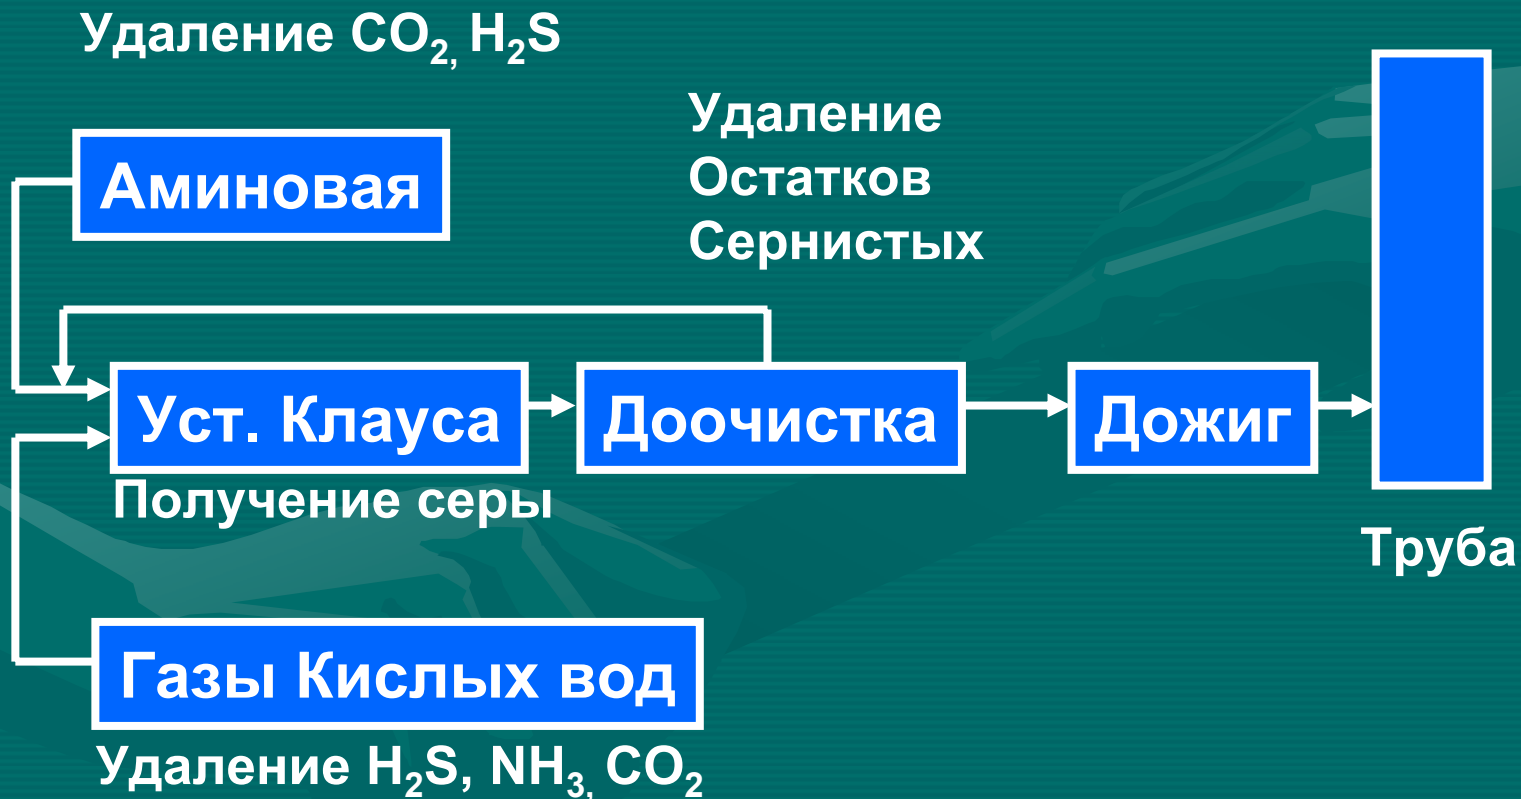 Удаление CO₂, H₂S
Аминовая
Удаление
Остатков
Сернистых
Уст. Клауса
Доочистка
Дожиг
Получение серы
Труба
Газы Кислых вод
Удаление H₂S, NH₃, CO₂